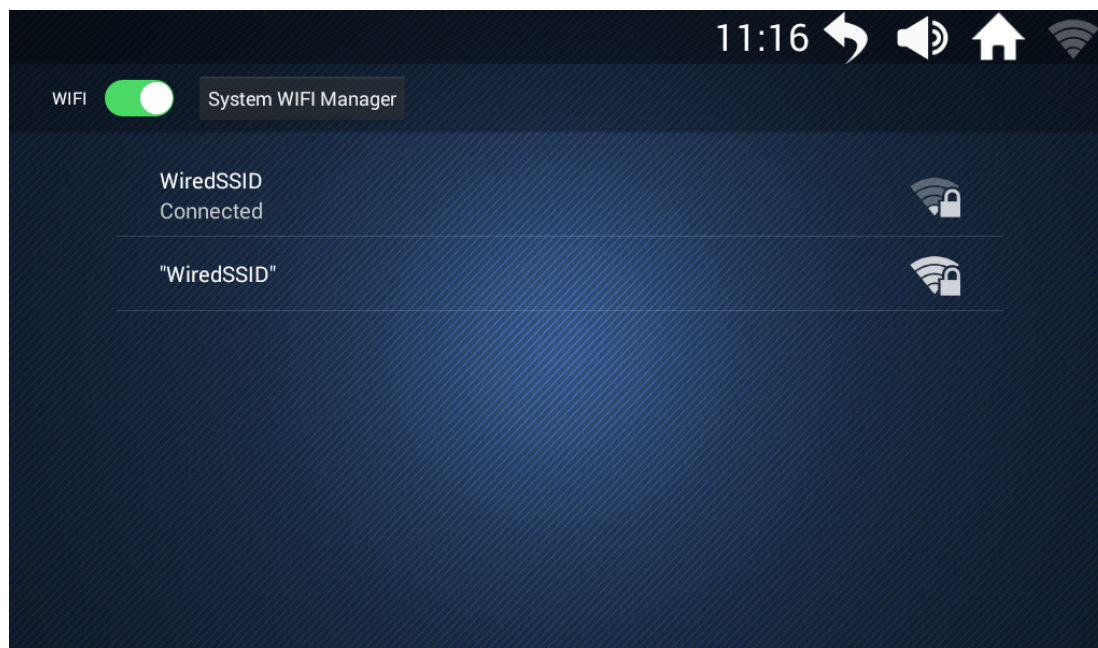 11:16
WIFI System WIFI Manager
WiredSSID
Connected
"WiredSSID"